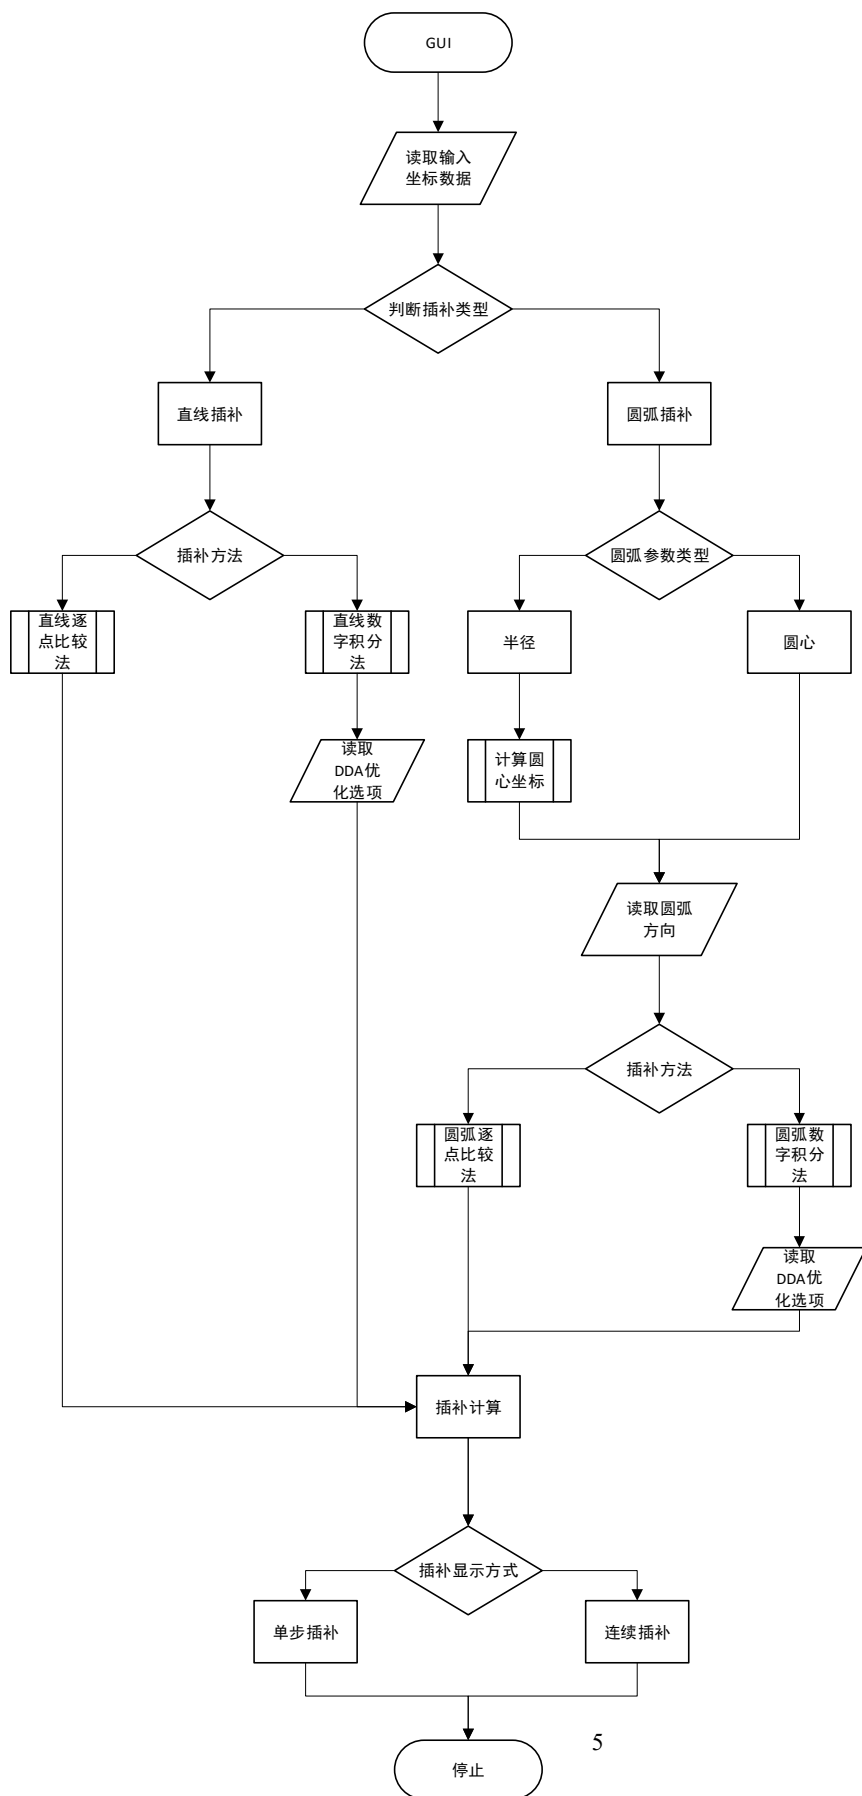 GUI
读取输入
坐标数据
判断插补类型
直线插补
圆弧插补
插补方法
圆弧参数类型
直线逐
点比较
法
直线数
字积分
法
半径
圆心
读取
DDA优
化选项
计算圆
心坐标
读取圆弧
方向
插补方法
圆弧逐
点比较
法
圆弧数
字积分
法
读取
DDA优
化选项
插补计算
插补显示方式
单步插补
连续插补
5
停止